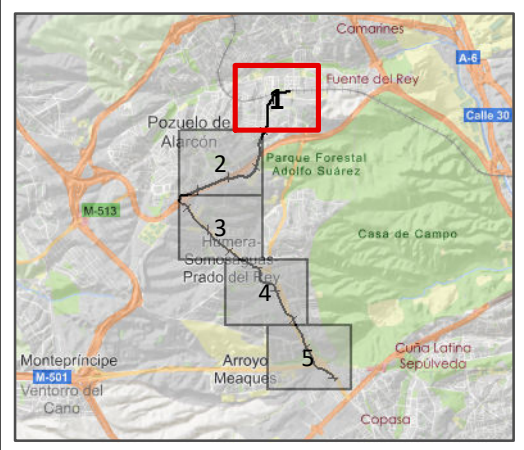 Camarines
A-6
Fuente del Rey
1
Calle 30
Pozuelo de
Alarcón
2
Parque Forestal
Adolfo Suárez
M-513
3
Casa de Campo
Húmera-
Somosaguas-
Prado del Rey
4
Cuña Latina
Sepúlveda
Montepríncipe
Arroyo
Meaques
5
M-501
Ventorro del
Cano
Copasa